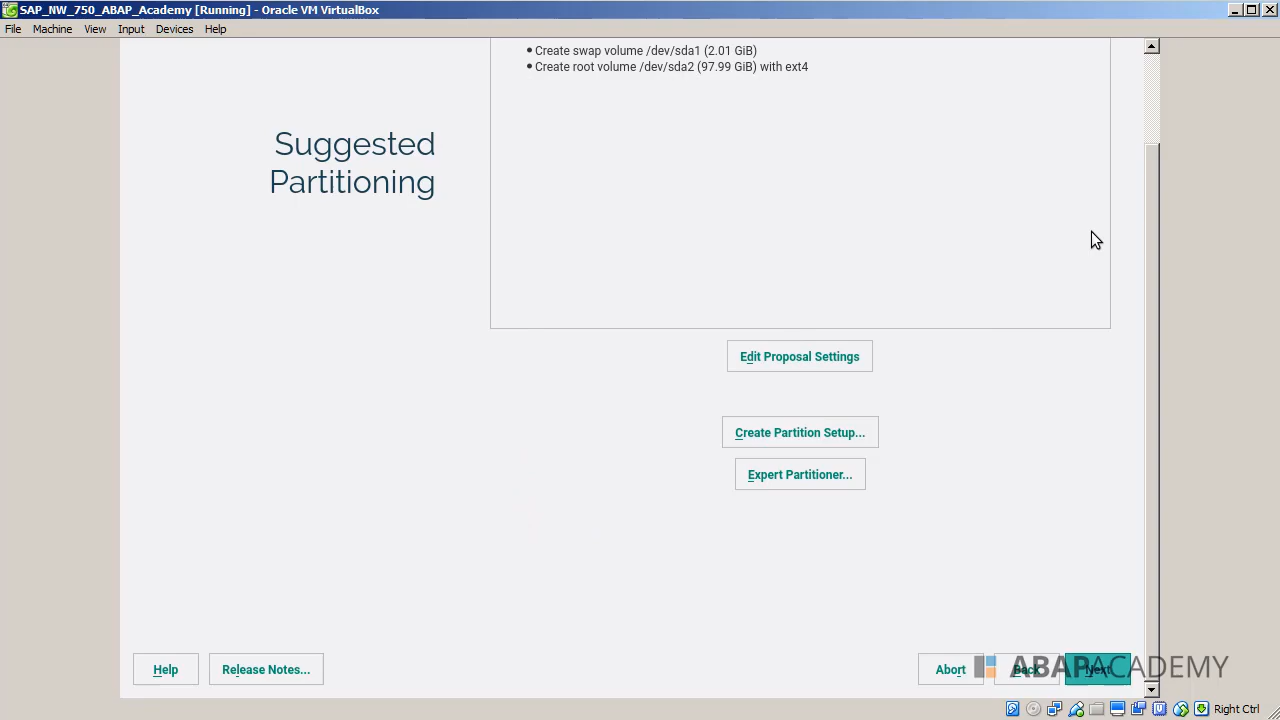 SAP_NW_750_ABAP_Academy [Running] - Oracle VM VirtualBox
File Machine View Input Devices Help
• Create swap volume /dev/sda1 (2.01 GiB)
• Create root volume /dev/sda2 (97.99 GiB) with ext4
Suggested
Partitioning
Edit Proposal Settings
Create Partition Setup...
Expert Partitioner...
Help Release Notes... Abort Back Next
ABAPACADEMY
Right Ctrl